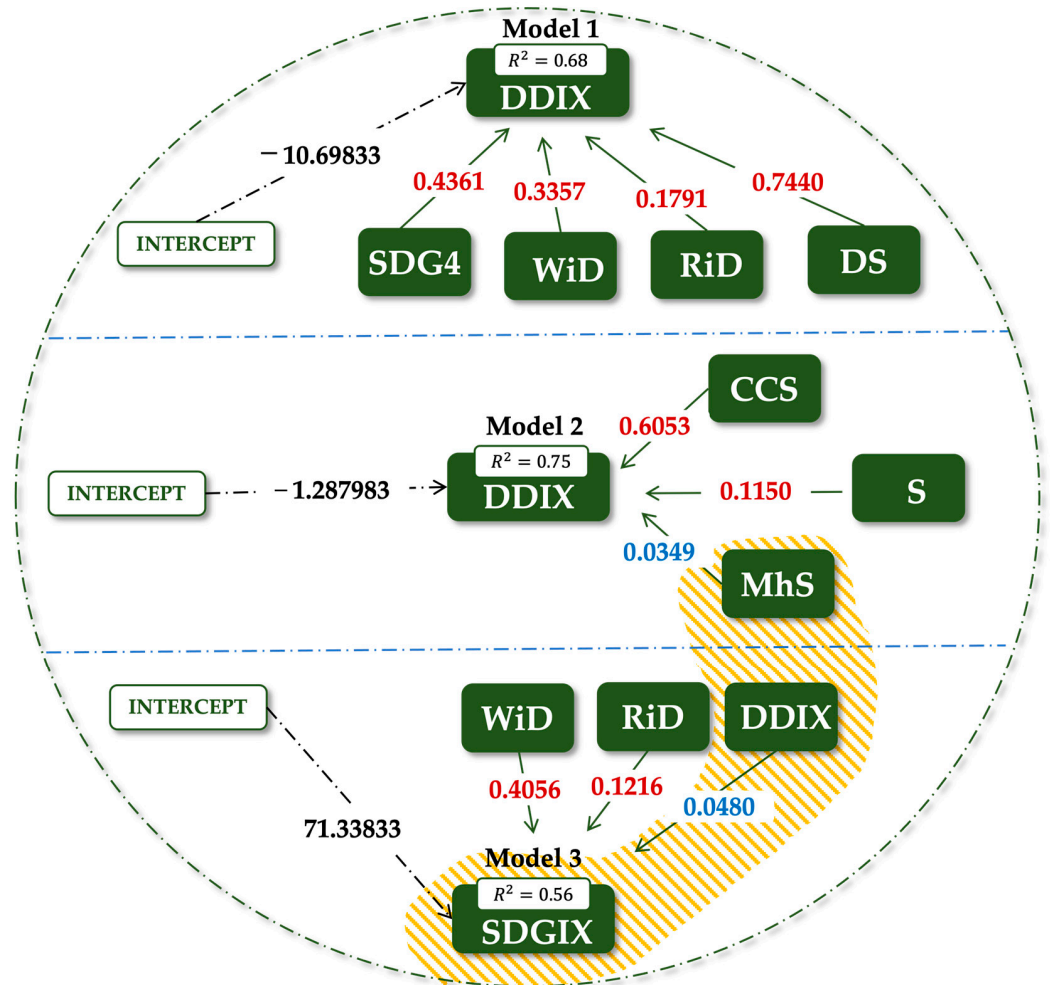 Model 1
R² = 0.68
DDIX
− 10.69833
0.4361
0.3357
0.1791
0.7440
INTERCEPT
SDG4
WiD
RiD
DS
CCS
0.6053
Model 2
R² = 0.75
DDIX
INTERCEPT
−1.287983
0.1150
S
0.0349
MhS
INTERCEPT
WiD
RiD
DDIX
0.4056
0.1216
0.0480
71.33833
Model 3
R² = 0.56
SDGIX